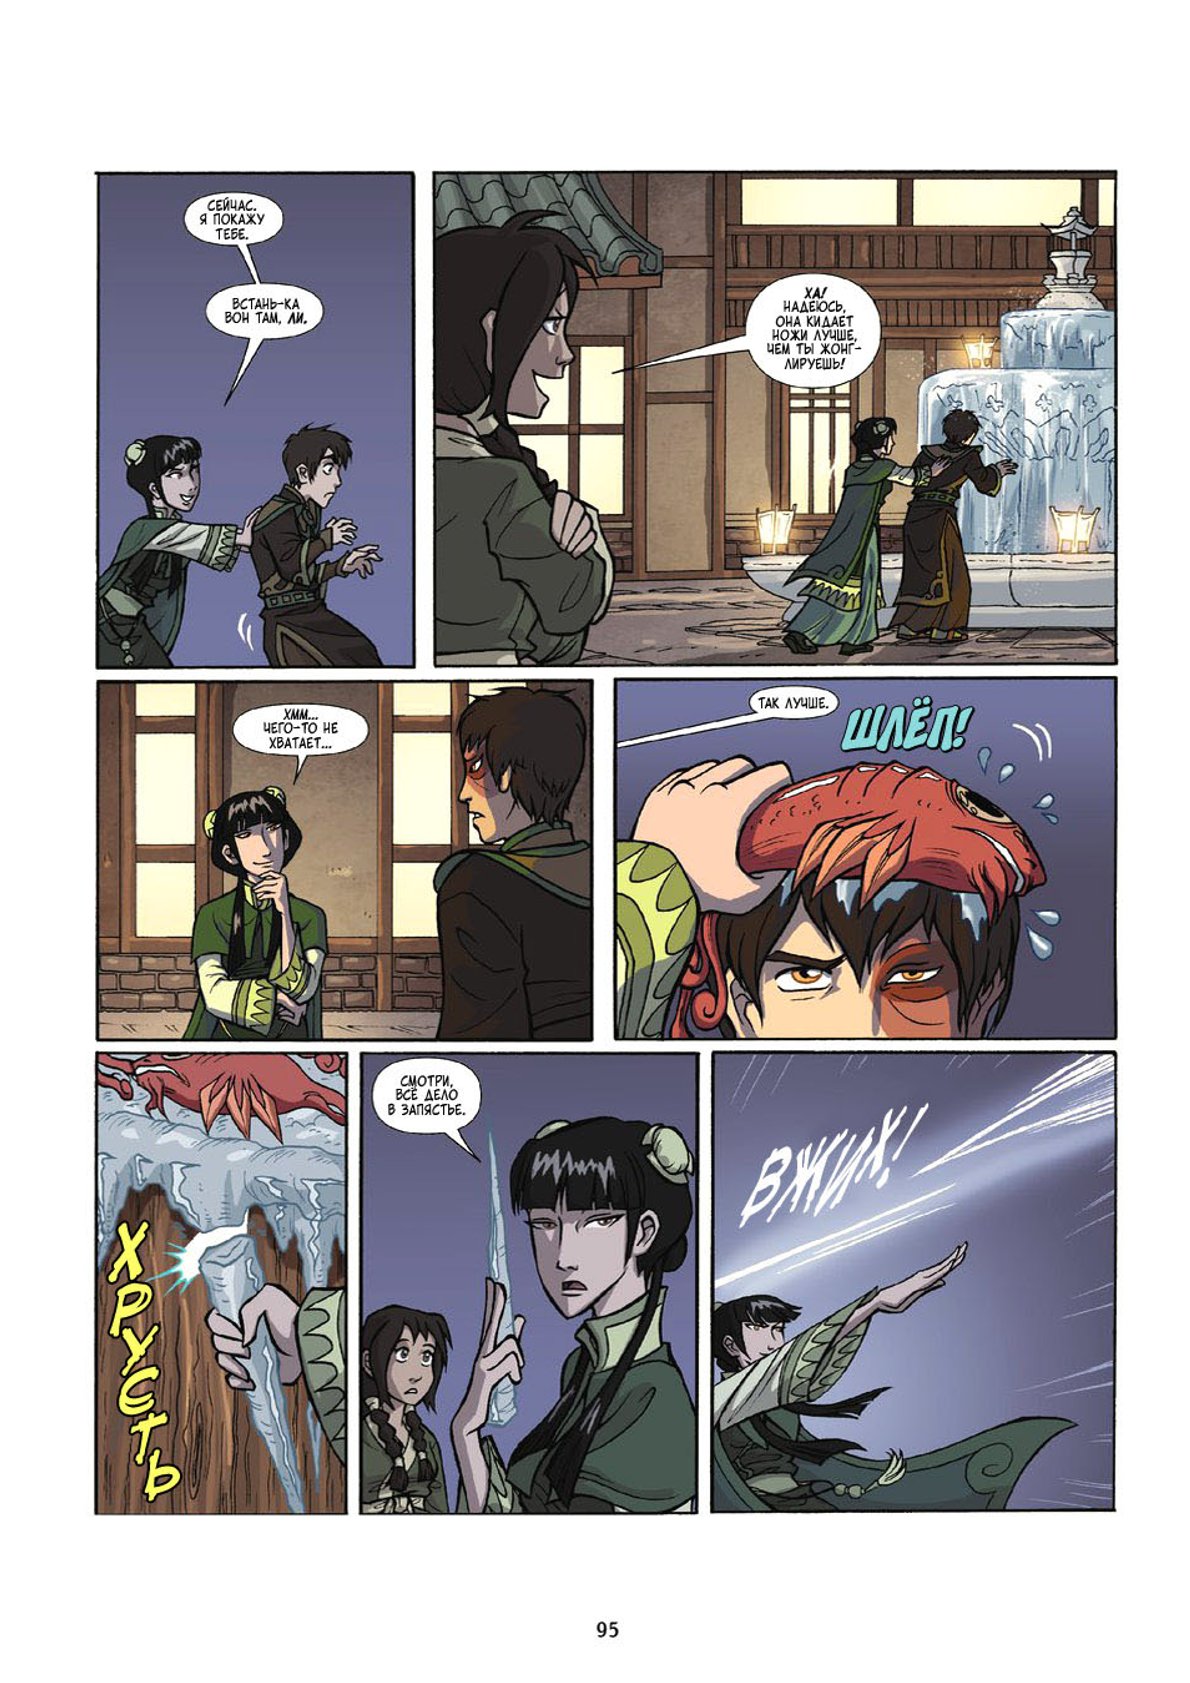 СЕЙЧАС.
Я ПОКАЖУ
ТЕБЕ.
ВСТАНЬ-КА
ВОН ТАМ, ЛИ.
ХА!
НАДЕЮСЬ,
ОНА КИДАЕТ
НОЖИ ЛУЧШЕ,
ЧЕМ ТЫ ЖОНГ-
ЛИРУЕШЬ!
ХММ...
ЧЕГО-ТО НЕ
ХВАТАЕТ...
ТАК ЛУЧШЕ.
ШЛЁП!
ХРУСТЬ
СМОТРИ,
ВСЁ ДЕЛО
В ЗАПЯСТЬЕ.
ВЖИХ!
95